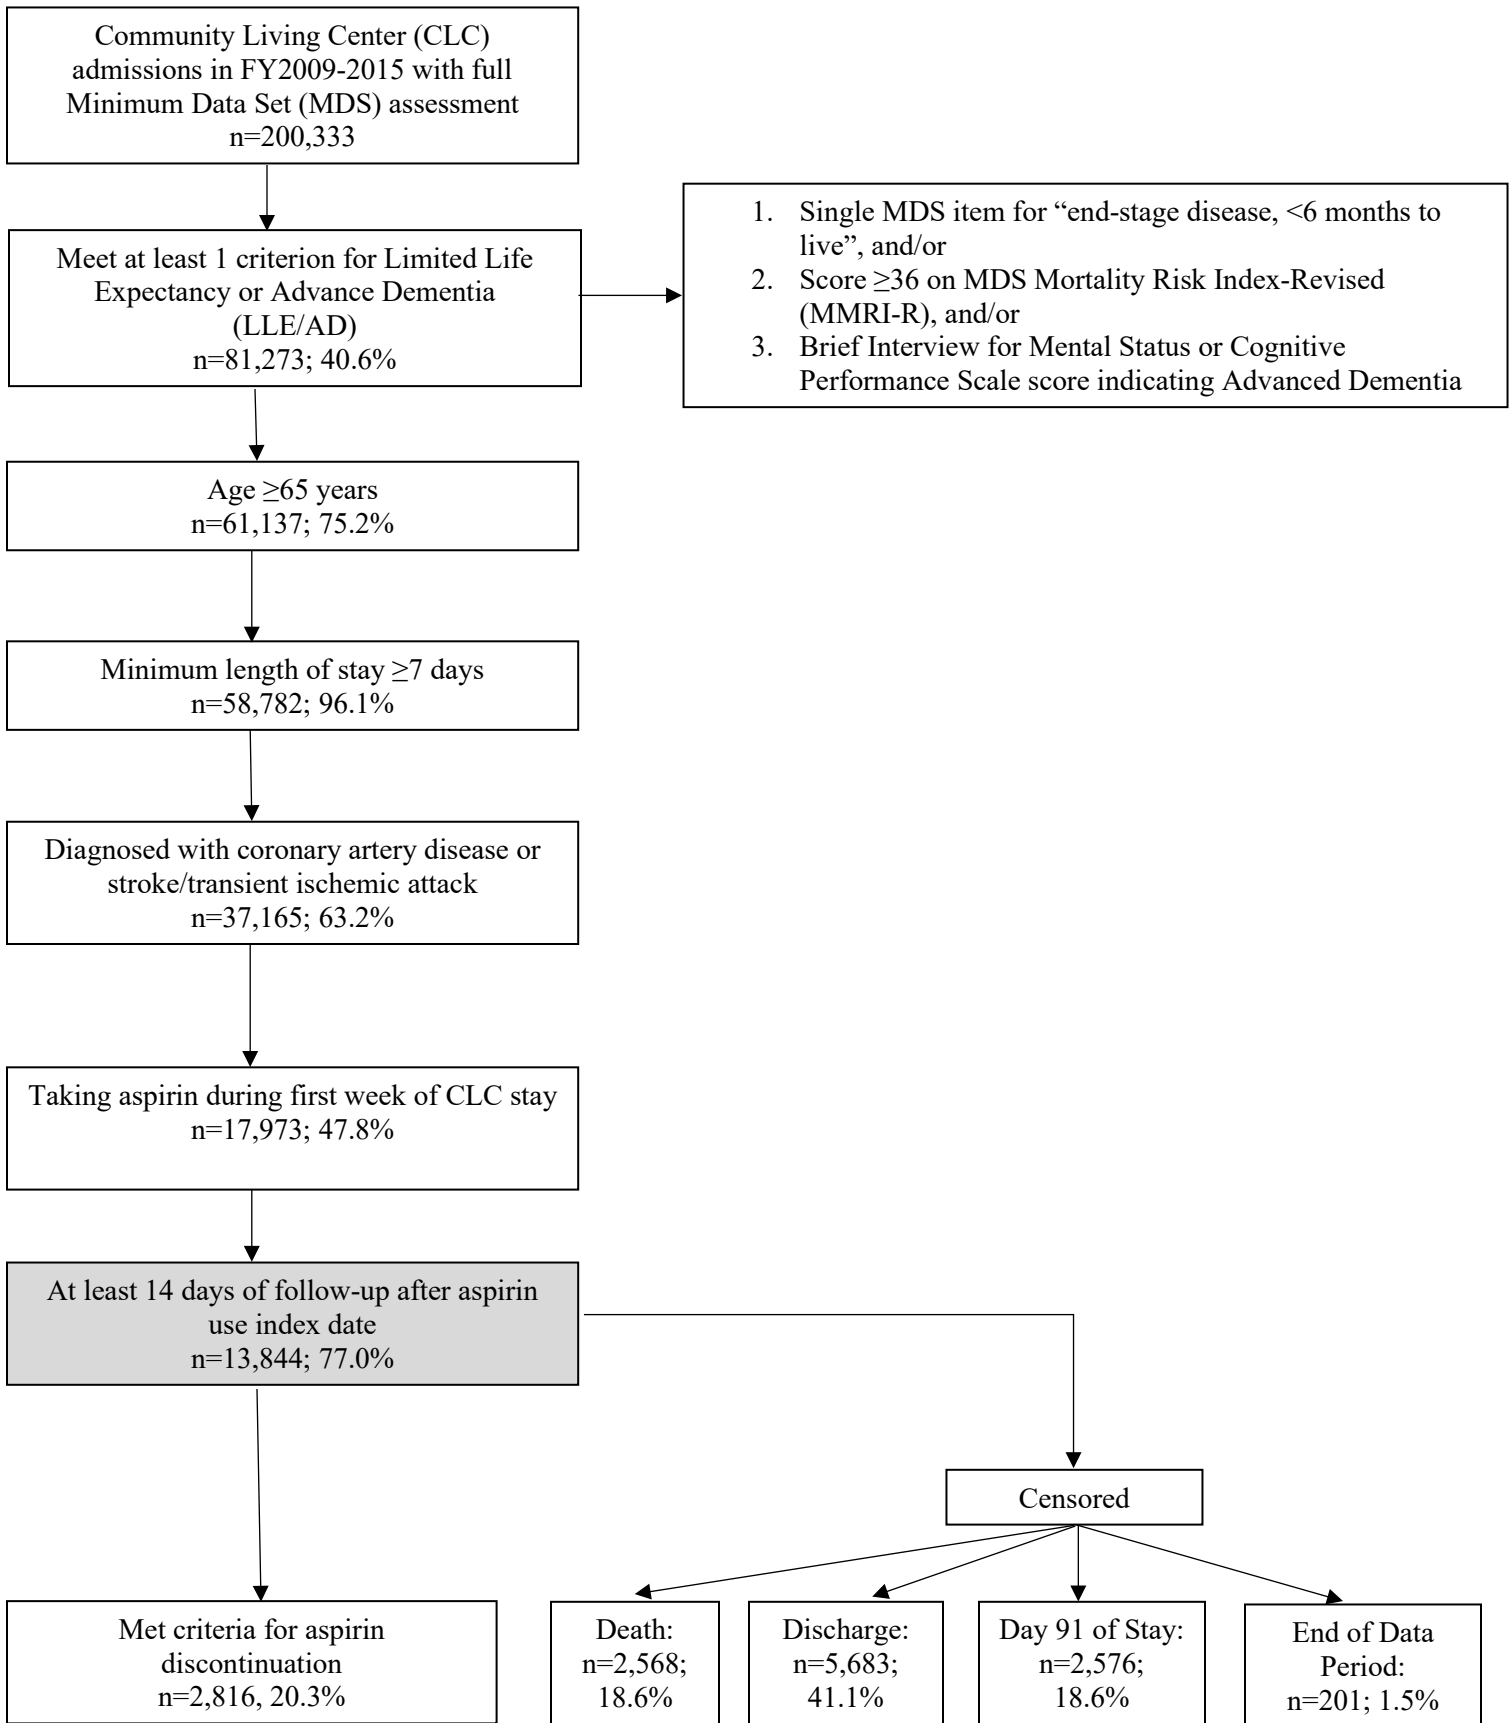 Community Living Center (CLC)
admissions in FY2009-2015 with full
Minimum Data Set (MDS) assessment
n=200,333
Meet at least 1 criterion for Limited Life
Expectancy or Advance Dementia
(LLE/AD)
n=81,273; 40.6%
1. Single MDS item for “end-stage disease, <6 months to
live”, and/or
2. Score ≥36 on MDS Mortality Risk Index-Revised
(MMRI-R), and/or
3. Brief Interview for Mental Status or Cognitive
Performance Scale score indicating Advanced Dementia
Age ≥65 years
n=61,137; 75.2%
Minimum length of stay ≥7 days
n=58,782; 96.1%
Diagnosed with coronary artery disease or
stroke/transient ischemic attack
n=37,165; 63.2%
Taking aspirin during first week of CLC stay
n=17,973; 47.8%
At least 14 days of follow-up after aspirin
use index date
n=13,844; 77.0%
Censored
Met criteria for aspirin
discontinuation
n=2,816, 20.3%
Death:
n=2,568;
18.6%
Discharge:
n=5,683;
41.1%
Day 91 of Stay:
n=2,576;
18.6%
End of Data
Period:
n=201; 1.5%